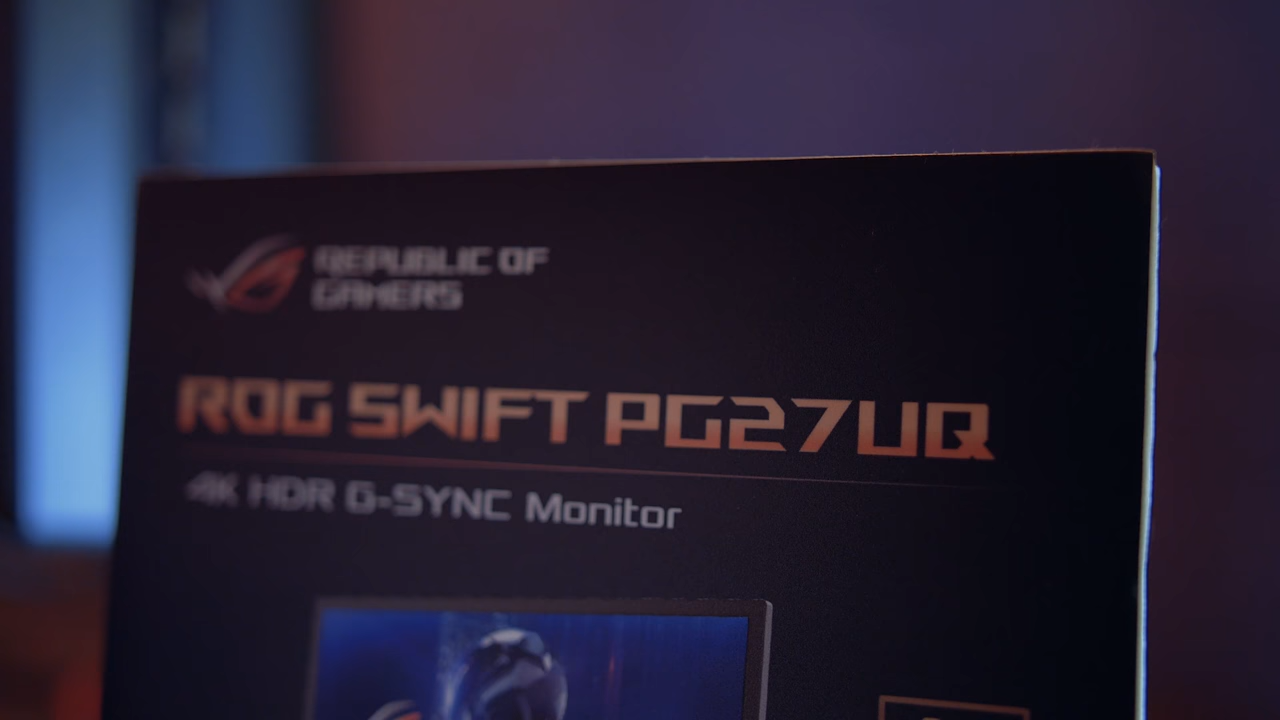 REPUBLIC OF
GAMERS
ROG SWIFT PG27UQ
4K HDR G-SYNC Monitor